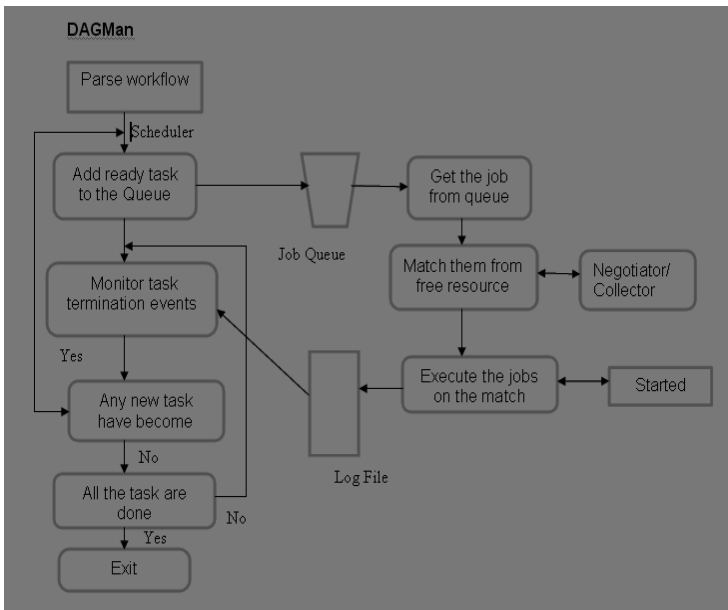 DAGMan
Parse workflow
Scheduler
Add ready task
to the Queue
Job Queue
Get the job
from queue
Match them from
free resource
Negotiator/
Collector
Monitor task
termination events
Yes
Execute the jobs
on the match
Started
Any new task
have become
Log File
No
All the task are
done
No
Yes
Exit